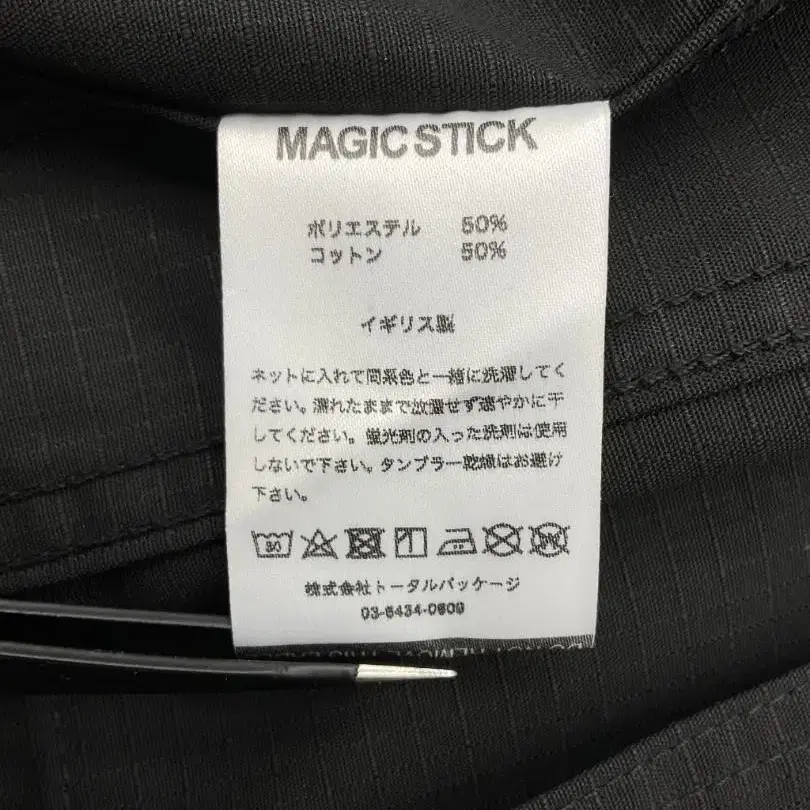 MAGIC STICK
ポリエステル 50%
コットン 50%
イギリス製
ネットに入れて同系色と一緒に洗濯してく
ださい。濡れたままで放置せず速やかに干
してください。蛍光剤の入った洗剤は使用
しないで下さい。タンブラー乾燥はお避け
下さい。
株式会社トータルパッケージ